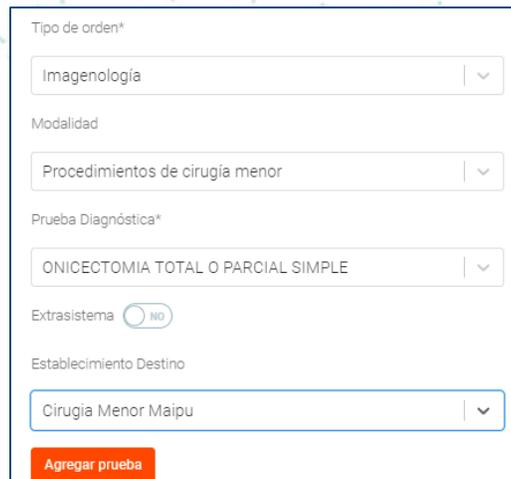 Tipo de orden*
Imagenología
Modalidad
Procedimientos de cirugía menor
Prueba Diagnóstica*
ONICECTOMIA TOTAL O PARCIAL SIMPLE
Extrasistema NO
Establecimiento Destino
Cirugia Menor Maipu
Agregar prueba